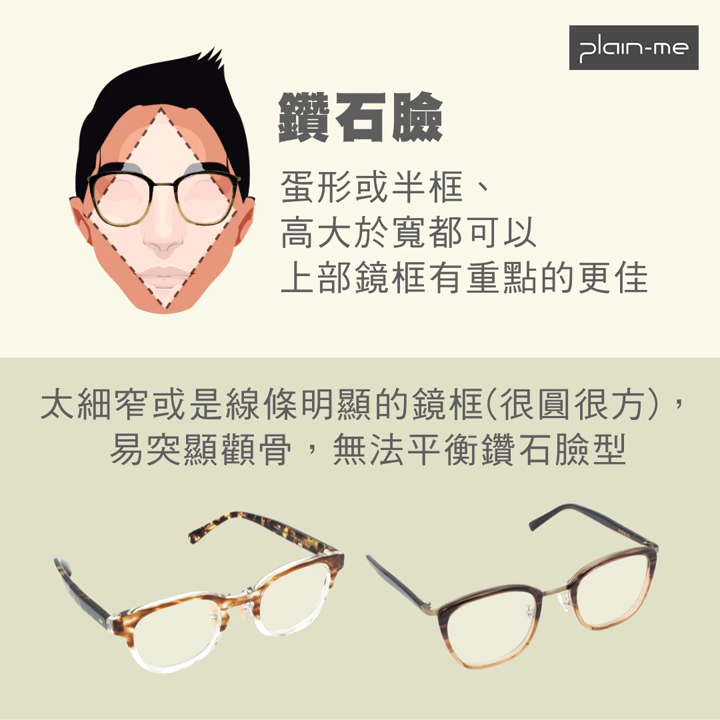 plain-me
鑽石臉
蛋形或半框、
高大於寬都可以
上部鏡框有重點的更佳
太細窄或是線條明顯的鏡框(很圓很方)，
易突顯顴骨，無法平衡鑽石臉型